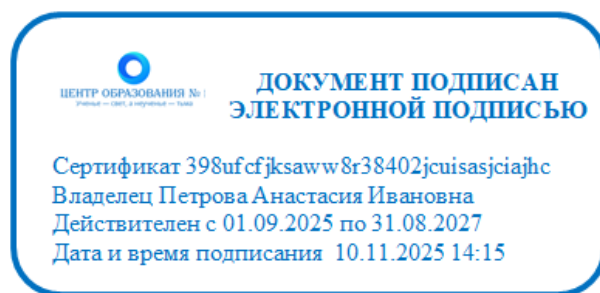 ЦЕНТР ОБРАЗОВАНИЯ №
Ученье — свет, а неученье — тьма
ДОКУМЕНТ ПОДПИСАН
ЭЛЕКТРОННОЙ ПОДПИСЬЮ
Сертификат 398ufcfjksaww8r38402jcuisasjciajhc
Владелец Петрова Анастасия Ивановна
Действителен с 01.09.2025 по 31.08.2027
Дата и время подписания 10.11.2025 14:15